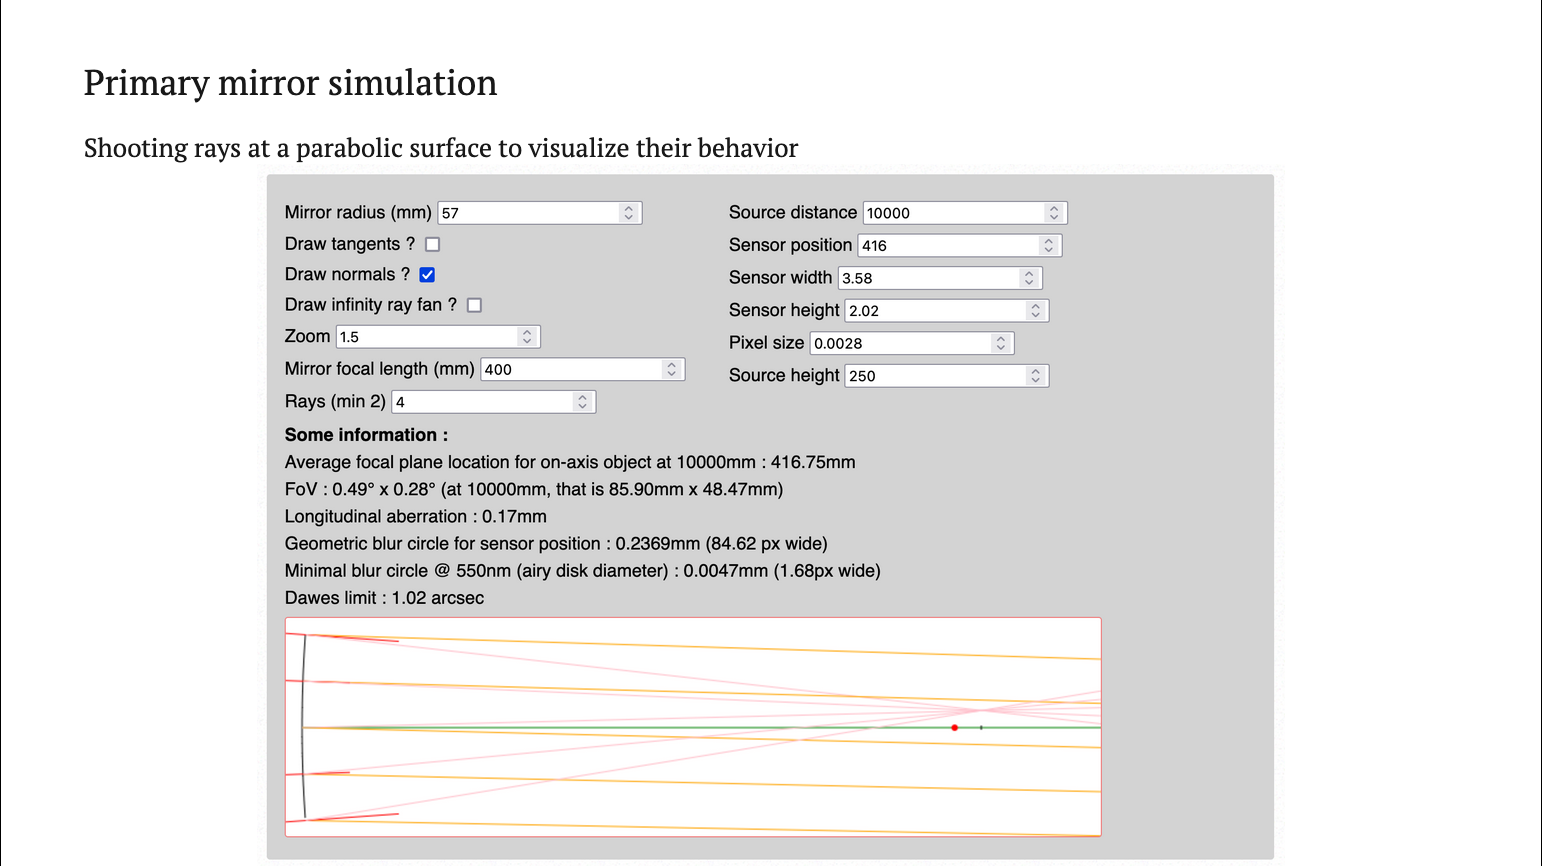 Primary mirror simulation
Shooting rays at a parabolic surface to visualize their behavior
Mirror radius (mm) 57
Draw tangents ?
Draw normals ?
Draw infinity ray fan ?
Zoom 1.5
Mirror focal length (mm) 400
Rays (min 2) 4
Source distance 10000
Sensor position 416
Sensor width 3.58
Sensor height 2.02
Pixel size 0.0028
Source height 250
Some information :
Average focal plane location for on-axis object at 10000mm : 416.75mm
FoV : 0.49° x 0.28° (at 10000mm, that is 85.90mm x 48.47mm)
Longitudinal aberration : 0.17mm
Geometric blur circle for sensor position : 0.2369mm (84.62 px wide)
Minimal blur circle @ 550nm (airy disk diameter) : 0.0047mm (1.68px wide)
Dawes limit : 1.02 arcsec